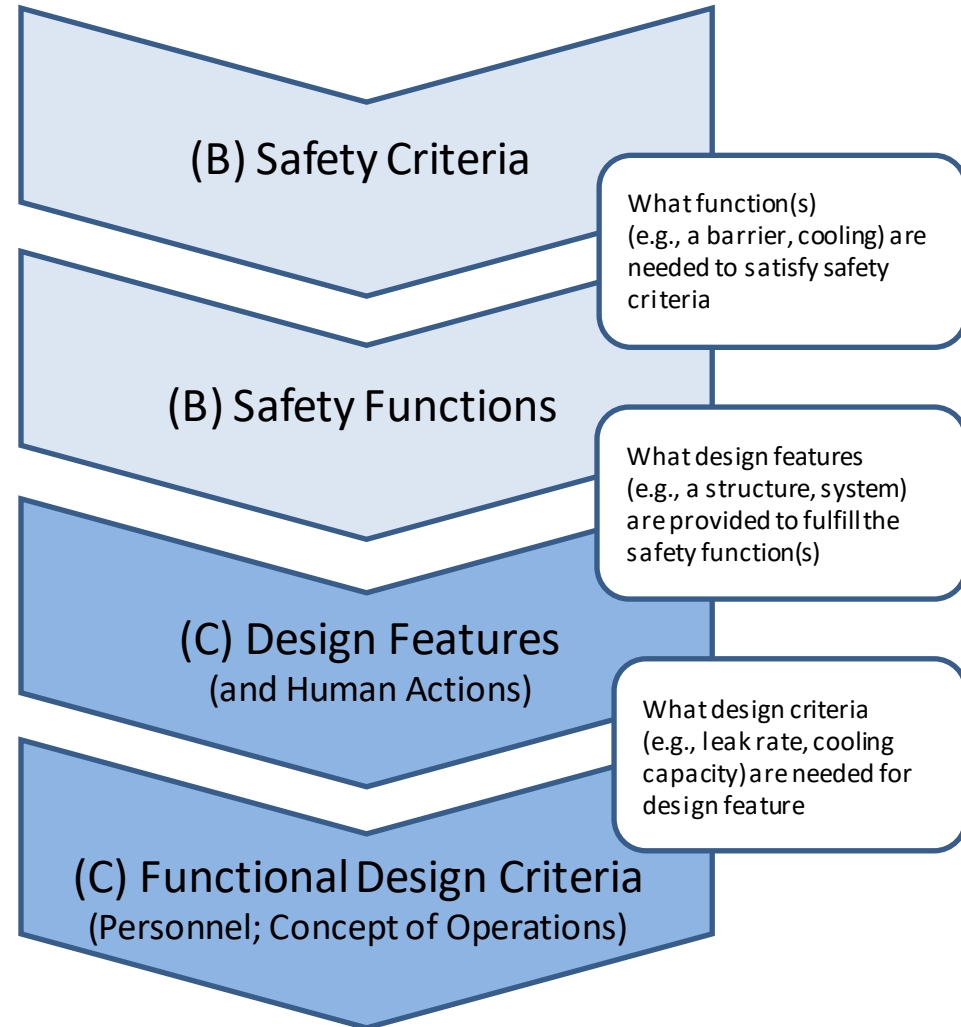 (B) Safety Criteria
What function(s)
(e.g., a barrier, cooling) are
needed to satisfy safety
criteria
(B) Safety Functions
What design features
(e.g., a structure, system)
are provided to fulfill the
safety function(s)
(C) Design Features
(and Human Actions)
What design criteria
(e.g., leak rate, cooling
capacity) are needed for
design feature
(C) Functional Design Criteria
(Personnel; Concept of Operations)